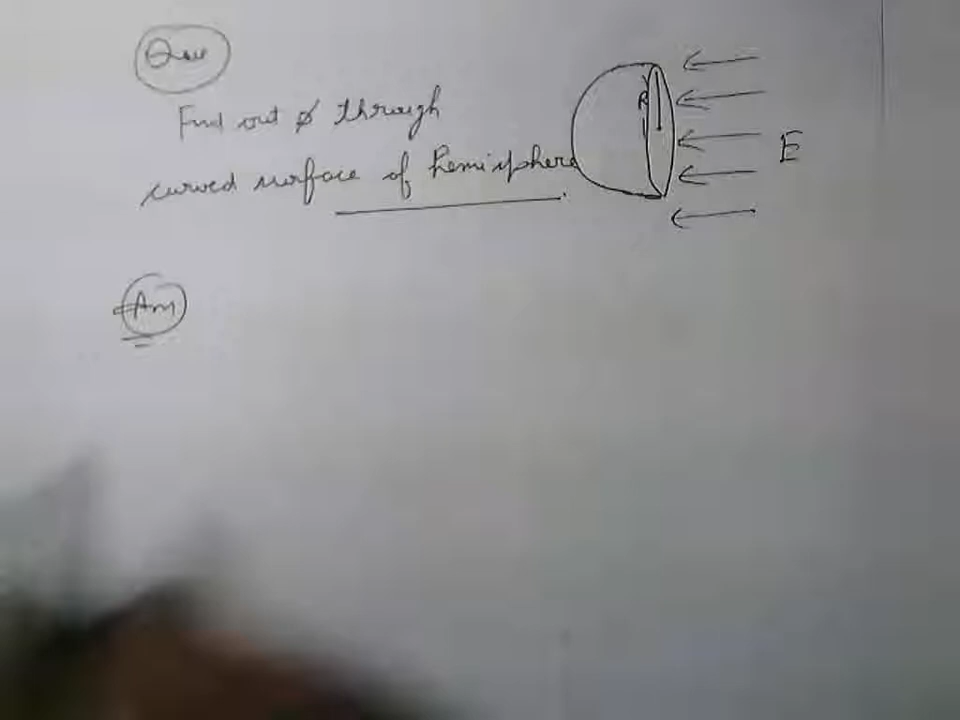 Que
Find out ϕ through
curved surface of hemisphere.
R
E
Ans